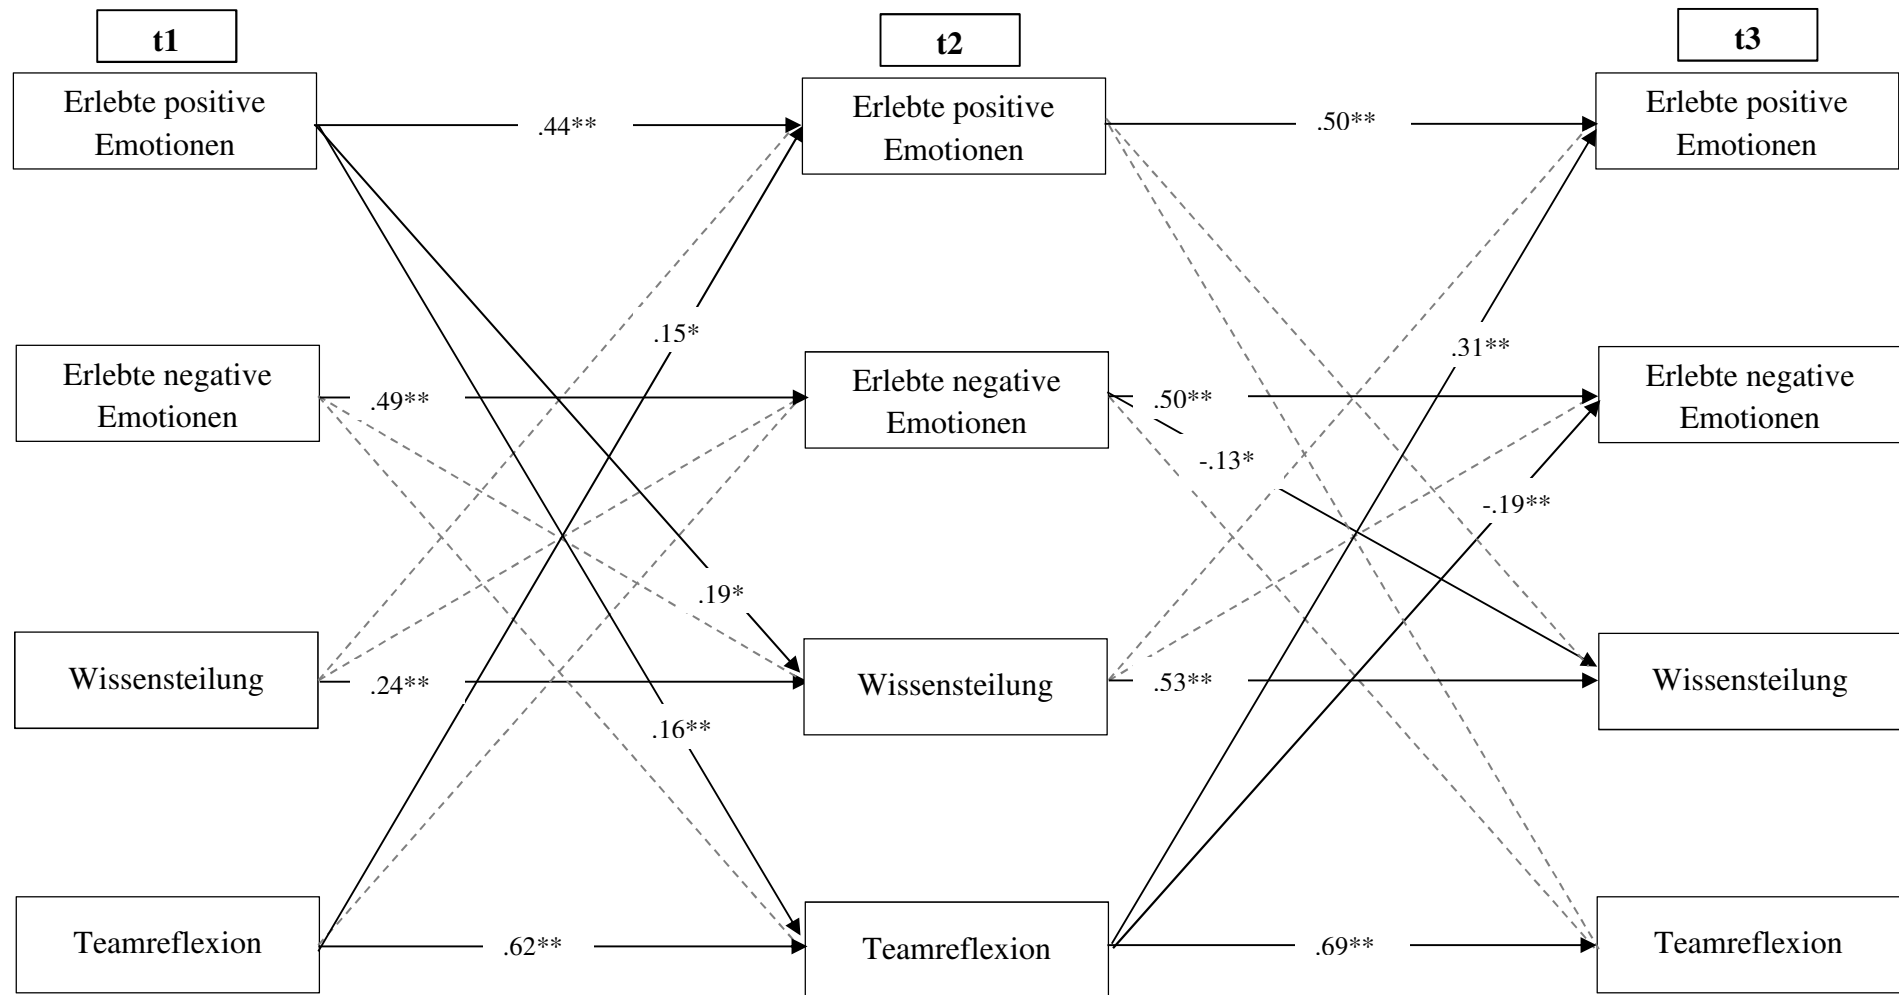 t1
t2
t3
Erlebte positive
Emotionen
.44**
Erlebte positive
Emotionen
.50**
Erlebte positive
Emotionen
.15*
.31**
Erlebte negative
Emotionen
.49**
Erlebte negative
Emotionen
.50**
-.13*
Erlebte negative
Emotionen
-.19**
.19*
Wissensteilung
.24**
Wissensteilung
.53**
Wissensteilung
.16**
Teamreflexion
.62**
Teamreflexion
.69**
Teamreflexion